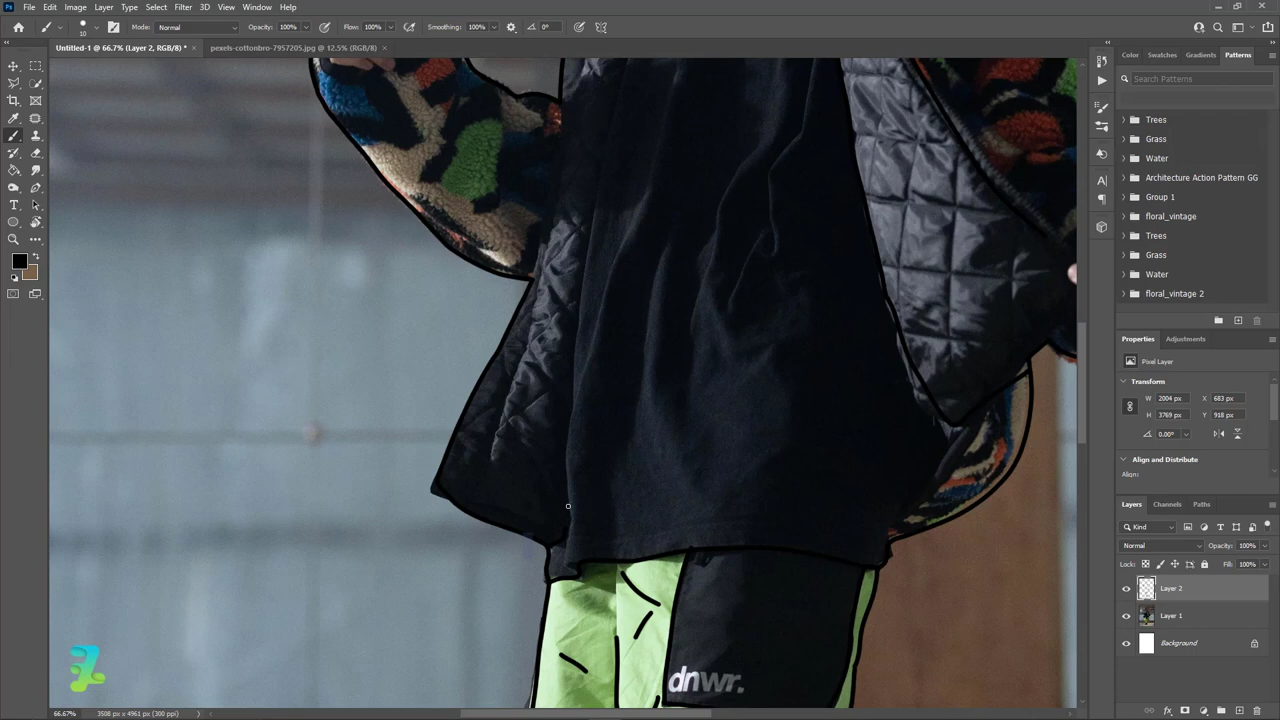 File Edit Image Layer Type Select Filter 3D View Window Help
10 Mode: Normal Opacity: 100% Flow: 100% Smoothing: 100% 0°
Untitled-1 @ 66.7% (Layer 2, RGB/8) * × pexels-cottonbro-7957205.jpg @ 12.5% (RGB/8) ×
Color Swatches Gradients Patterns
Search Patterns
Trees
Grass
Water
Architecture Action Pattern GG
Group 1
floral_vintage
Trees
Grass
Water
floral_vintage 2
Properties Adjustments
Pixel Layer
Transform
W 2004 px X 683 px
H 3769 px Y 918 px
0.00°
Align and Distribute
Align:
Layers Channels Paths
Kind
Normal Opacity: 100%
Lock: Fill: 100%
Layer 2
Layer 1
Background
dnwr.
66.67% 3508 px x 4961 px (300 ppi)